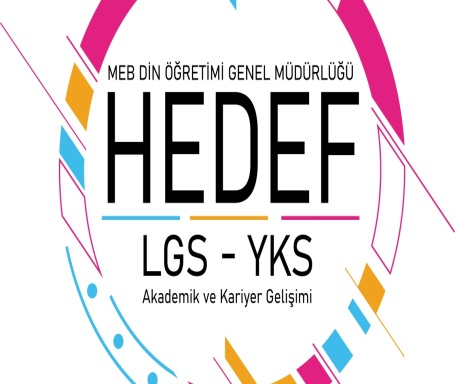 MEB DİN ÖĞRETİMİ GENEL MÜDÜRLÜĞÜ
HEDEF
LGS - YKS
Akademik ve Kariyer Gelişimi